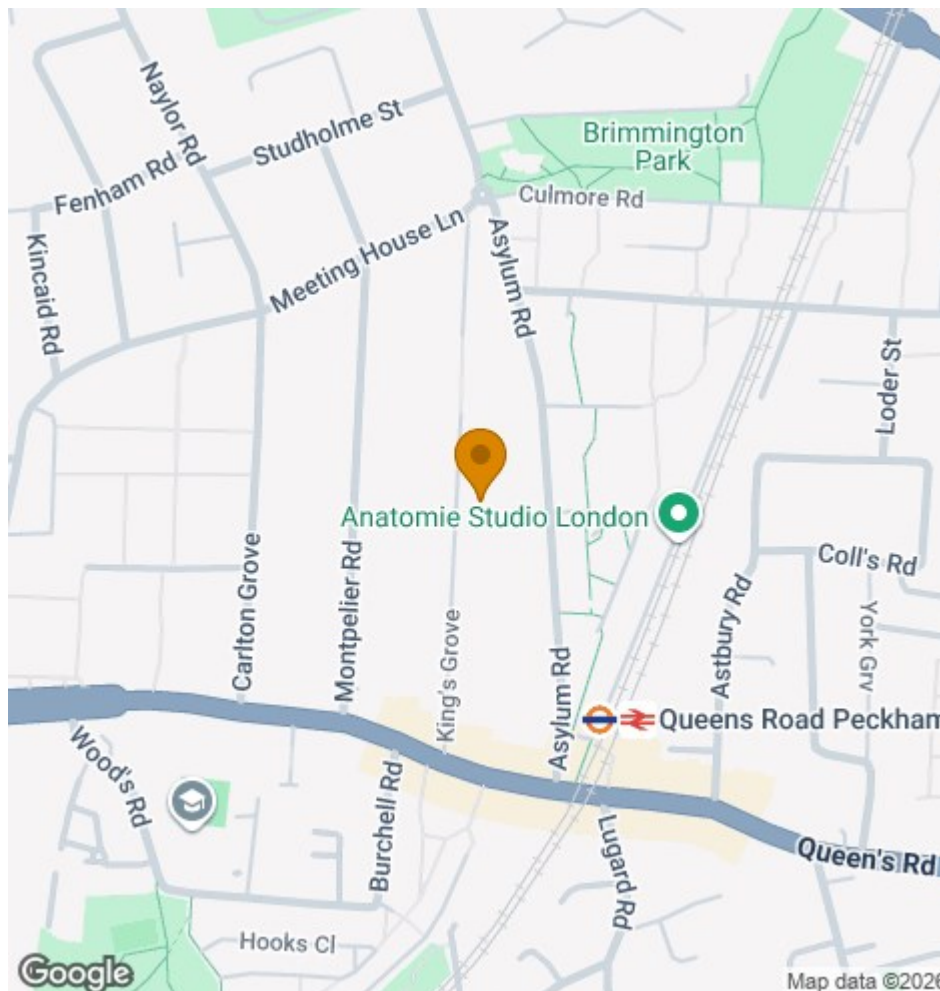 Naylor Rd
Studholme St
Brimmington
Park
Fenham Rd
Culmore Rd
Kincaid Rd
Meeting House Ln
Asylum Rd
Loder St
Anatomie Studio London
Coll's Rd
Carlton Grove
Montpelier Rd
King's Grove
Astbury Rd
York Grv
Asylum Rd
Queens Road Peckham
Wood's Rd
Burchell Rd
Lugard Rd
Queen's Rd
Hooks Cl
Google
Map data ©2026